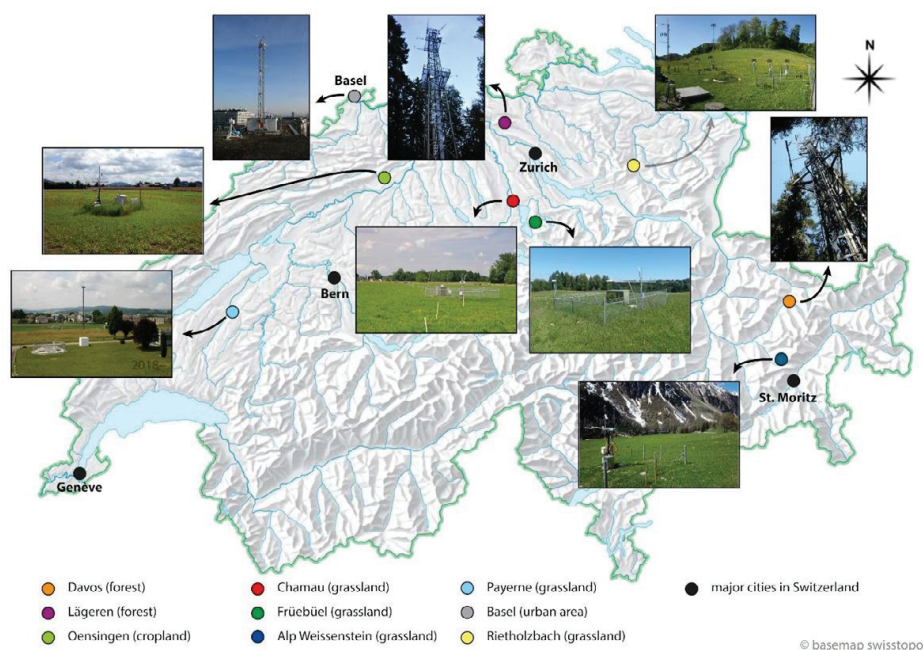 N
Basel
Zurich
Bern
2018
St. Moritz
Genève
Davos (forest)
Lägeren (forest)
Oensingen (cropland)
Chamau (grassland)
Früebüel (grassland)
Alp Weissenstein (grassland)
Payerne (grassland)
Basel (urban area)
Rietholzbach (grassland)
major cities in Switzerland
© basemap swisstopo